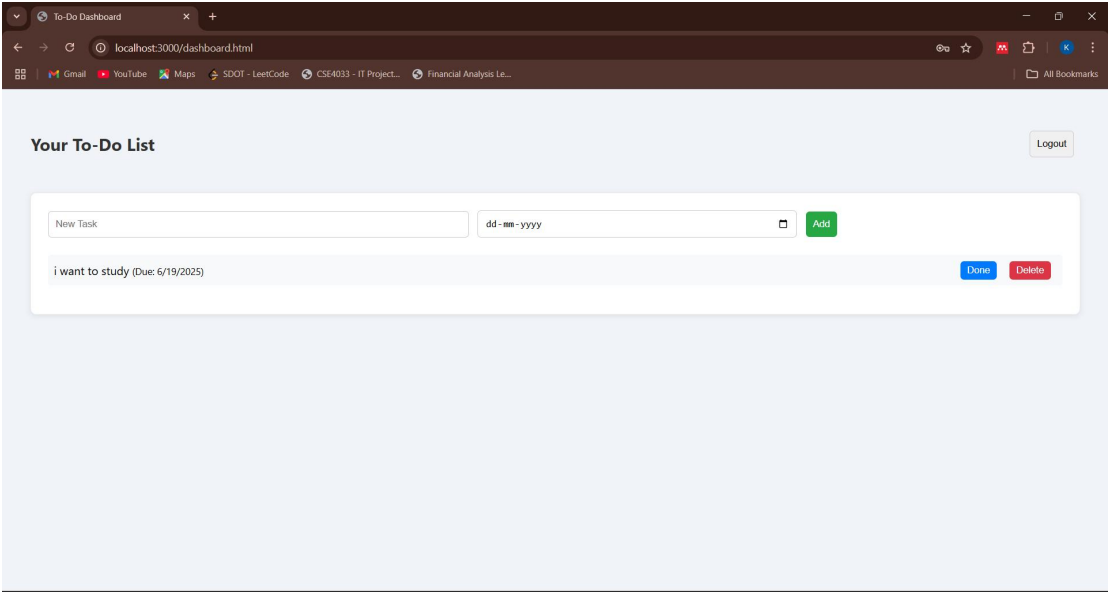 To-Do Dashboard
localhost:3000/dashboard.html
K
Gmail YouTube Maps SDOT - LeetCode CSE4033 - IT Project... Financial Analysis Le... All Bookmarks
Your To-Do List
Logout
New Task dd-mm-yyyy Add
i want to study (Due: 6/19/2025) Done Delete